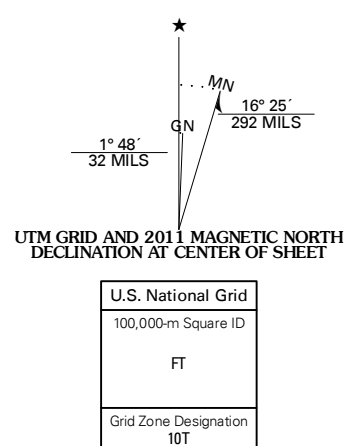 ★
MN
GN
16° 25´
292 MILS
1° 48´
32 MILS
UTM GRID AND 2011 MAGNETIC NORTH
DECLINATION AT CENTER OF SHEET
U.S. National Grid
100,000-m Square ID
FT
Grid Zone Designation
10T